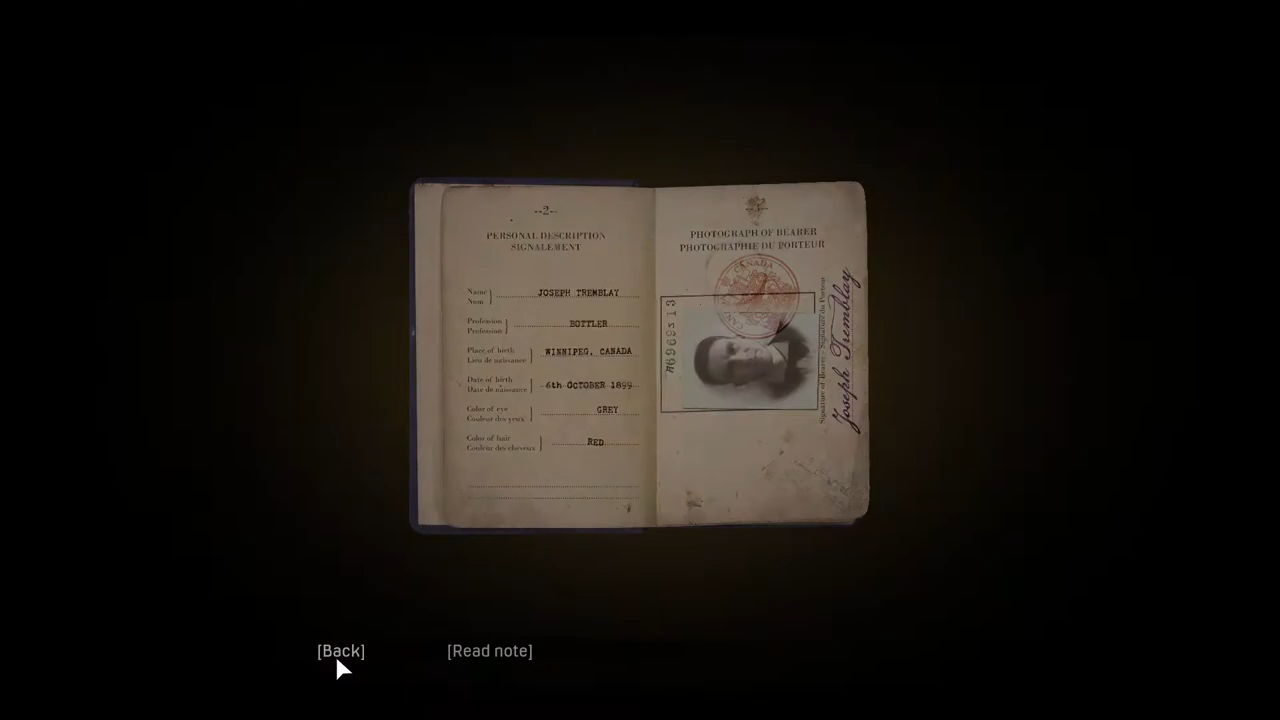 --2--
PERSONAL DESCRIPTION
SIGNALEMENT
Name
Nom
JOSEPH TREMBLAY
Profession
Profession
BOTTLER
Place of birth
Lieu de naissance
WINNIPEG, CANADA
Date of birth
Date de naissance
6th OCTOBER 1899
Color of eye
Couleur des yeux
GREY
Color of hair
Couleur des cheveux
RED
PHOTOGRAPH OF BEARER
PHOTOGRAPHIE DU PORTEUR
CANADA
Signature of Bearer - Signature du Porteur
Joseph Tremblay
[Back]
[Read note]